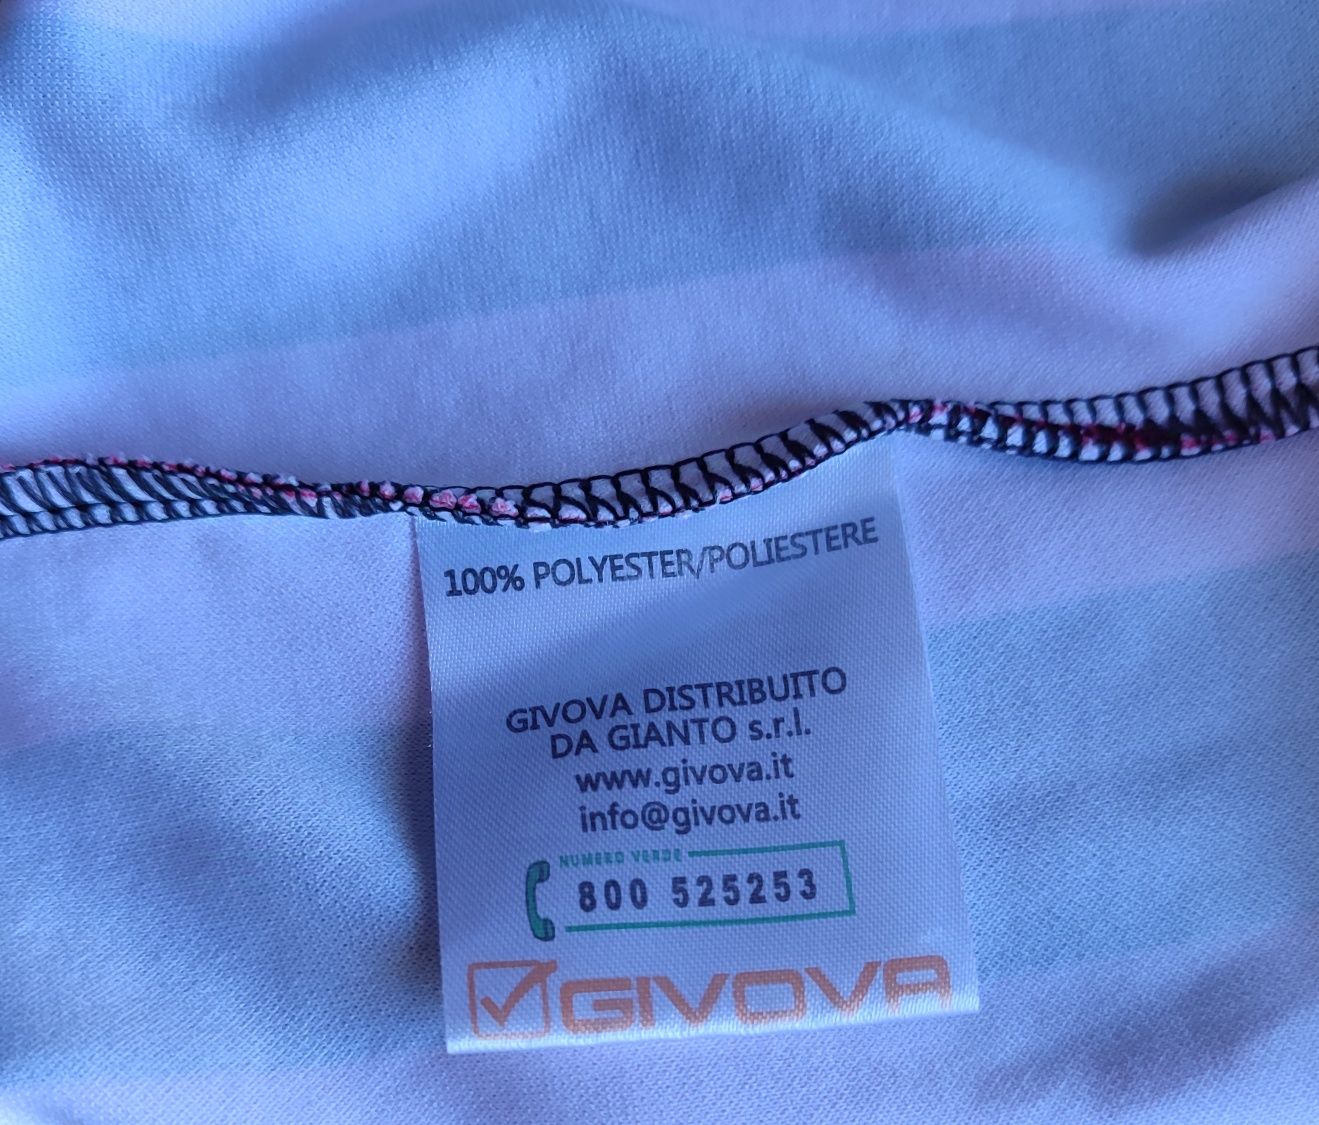 100% POLYESTER/POLIESTERE
GIVOVA DISTRIBUITO
DA GIANTO s.r.l.
www.givova.it
info@givova.it
NUMERO VERDE
800 525253
GIVOVA